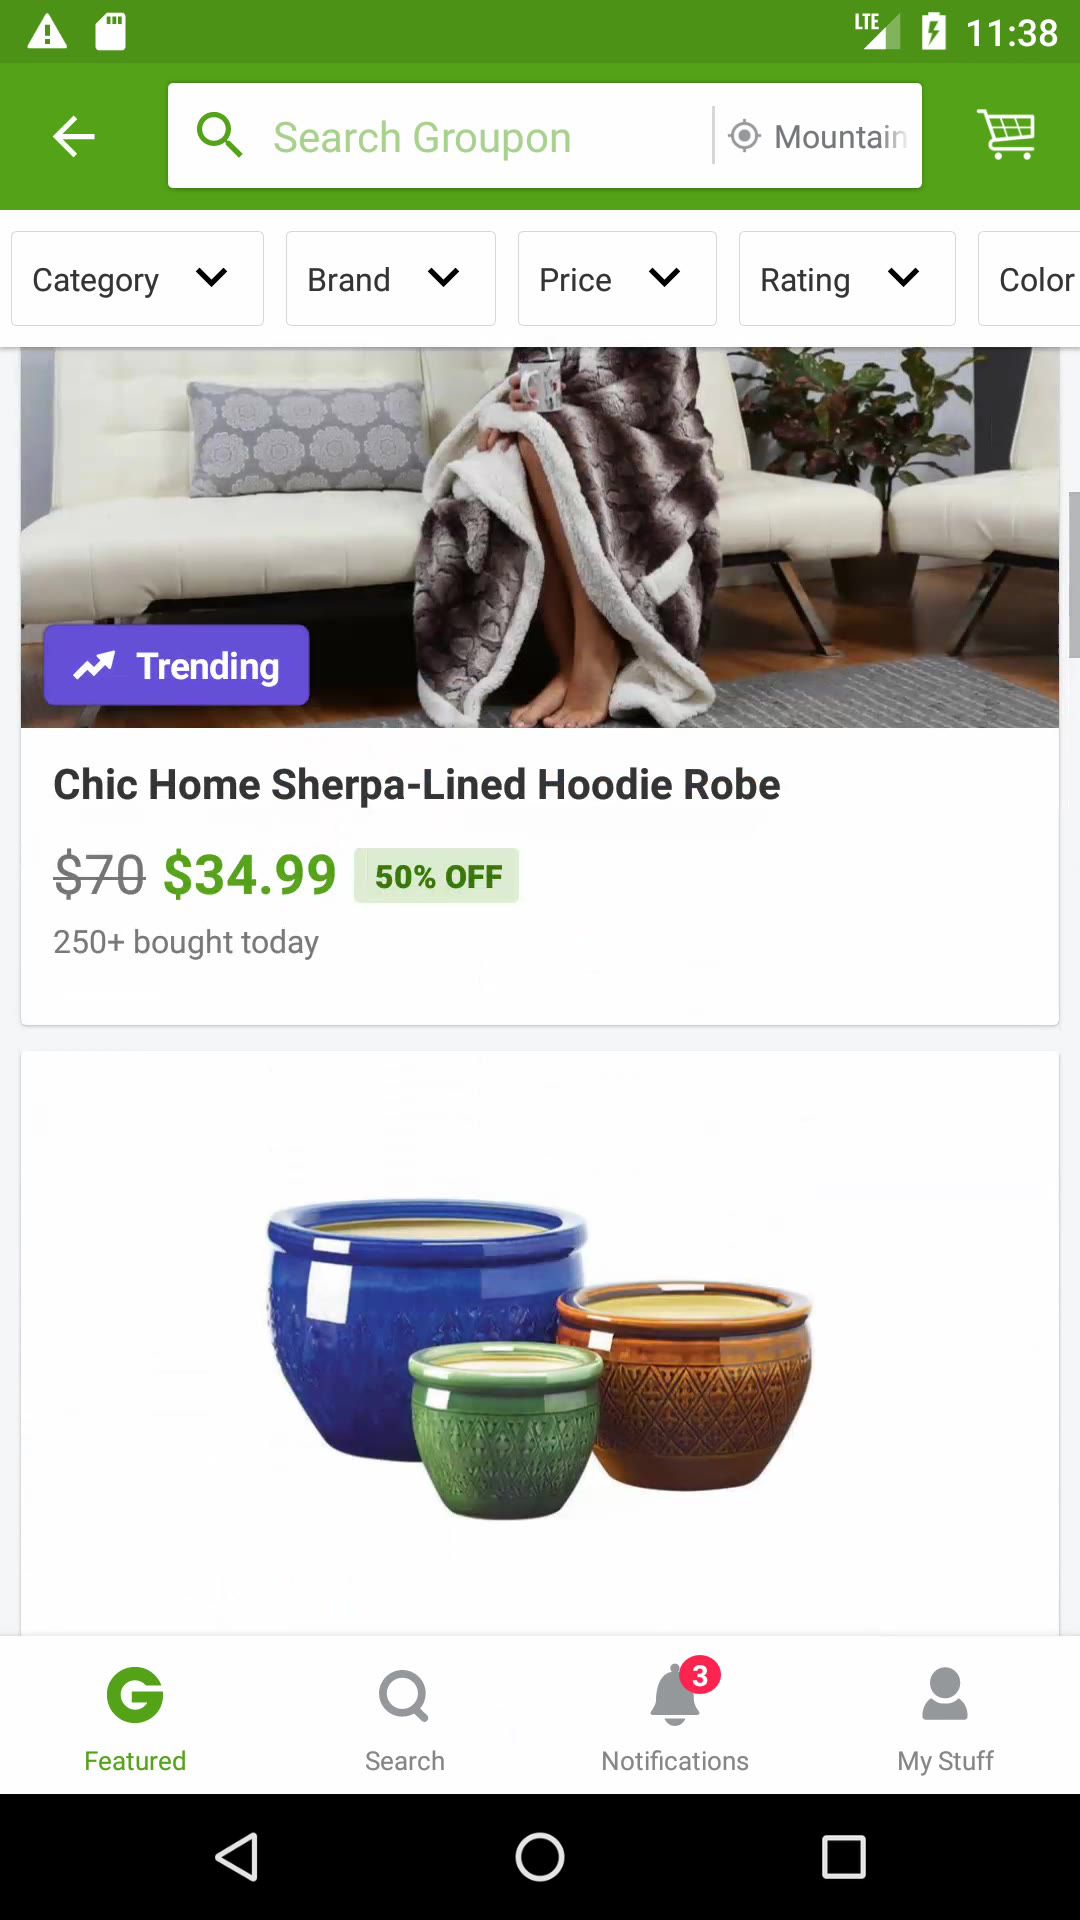 LTE 11:38
Search Groupon Mountain
Category Brand Price Rating Color
Trending
Chic Home Sherpa-Lined Hoodie Robe
$70 $34.99 50% OFF
250+ bought today
3
Featured Search Notifications My Stuff